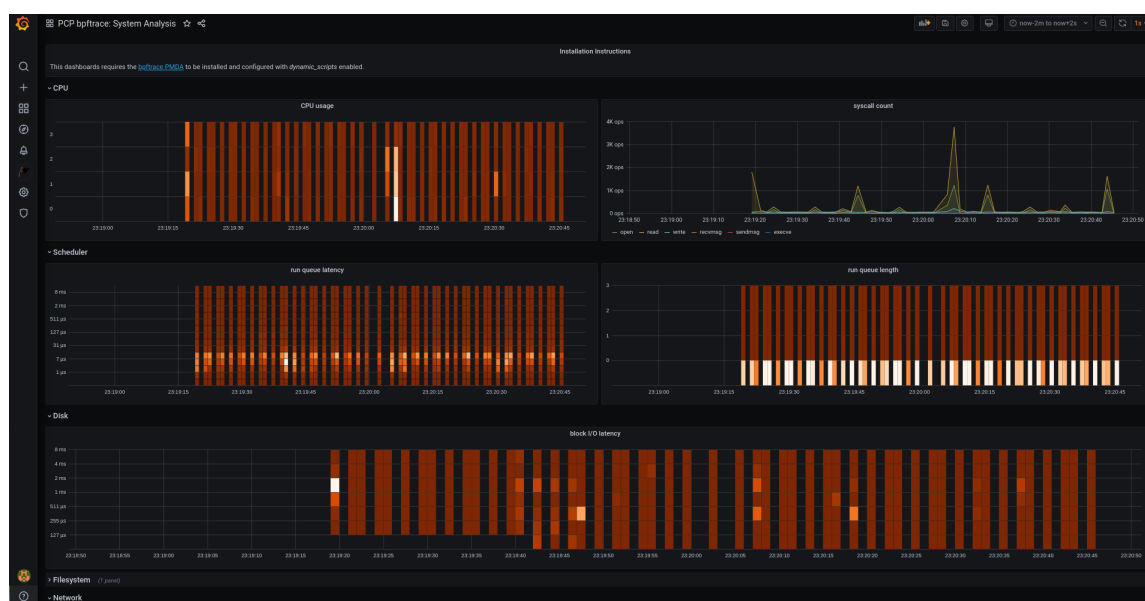 PCP bpftrace: System Analysis
now-2m to now+2s
1s
Installation Instructions
This dashboards requires the bpftrace PMDA to be installed and configured with dynamic_scripts enabled.
CPU
CPU usage
3
2
1
0
23:19:00 23:19:15 23:19:30 23:19:45 23:20:00 23:20:15 23:20:30 23:20:45
syscall count
4K ops
3K ops
2K ops
1K ops
0 ops
23:18:50 23:19:00 23:19:10 23:19:20 23:19:30 23:19:40 23:19:50 23:20:00 23:20:10 23:20:20 23:20:30 23:20:40 23:20:50
open read write recvmsg sendmsg execve
Scheduler
run queue latency
8 ms
2 ms
511 µs
127 µs
31 µs
7 µs
1 µs
23:19:00 23:19:15 23:19:30 23:19:45 23:20:00 23:20:15 23:20:30 23:20:45
run queue length
3
2
1
0
23:19:00 23:19:15 23:19:30 23:19:45 23:20:00 23:20:15 23:20:30 23:20:45
Disk
block I/O latency
8 ms
4 ms
2 ms
1 ms
511 µs
255 µs
127 µs
23:18:50 23:18:55 23:19:00 23:19:05 23:19:10 23:19:15 23:19:20 23:19:25 23:19:30 23:19:35 23:19:40 23:19:45 23:19:50 23:19:55 23:20:00 23:20:05 23:20:10 23:20:15 23:20:20 23:20:25 23:20:30 23:20:35 23:20:40 23:20:45 23:20:50
Filesystem (1 panel)
Network